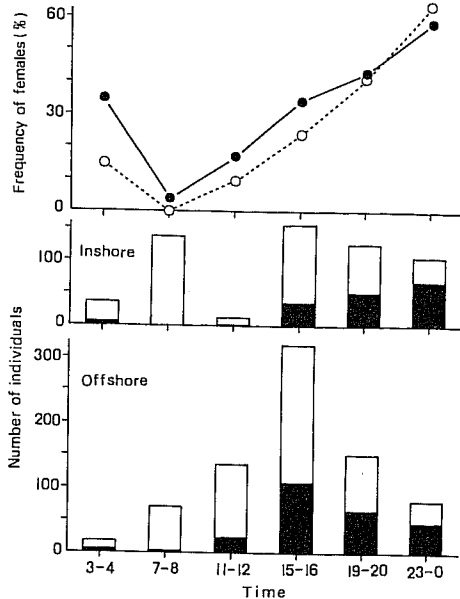 Frequency of females (%)
60
30
0
Inshore
100
0
Number of individuals
Offshore
300
200
100
0
3-4 7-8 11-12 15-16 19-20 23-0
Time